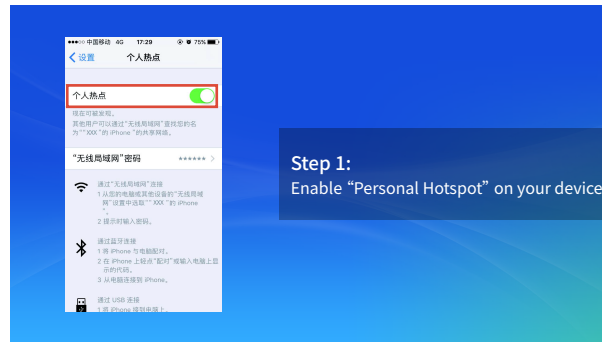 中国移动 4G 17:29 75%
设置 个人热点
个人热点
现在可被发现。
其他用户可以通过“无线局域网”查找您的名
为““XXX ”的 iPhone ”的共享网络。
“无线局域网”密码 ******
通过“无线局域网”连接
1 从您的电脑或其他设备的“无线局域
网”设置中选取““ XXX ”的 iPhone
”。
2 提示时输入密码。
通过蓝牙连接
1 将 iPhone 与电脑配对。
2 在 iPhone 上轻点“配对”或输入电脑上显
示的代码。
3 从电脑连接到 iPhone。
通过 USB 连接
1 将 iPhone 接到电脑上。
Step 1:
Enable “Personal Hotspot” on your device